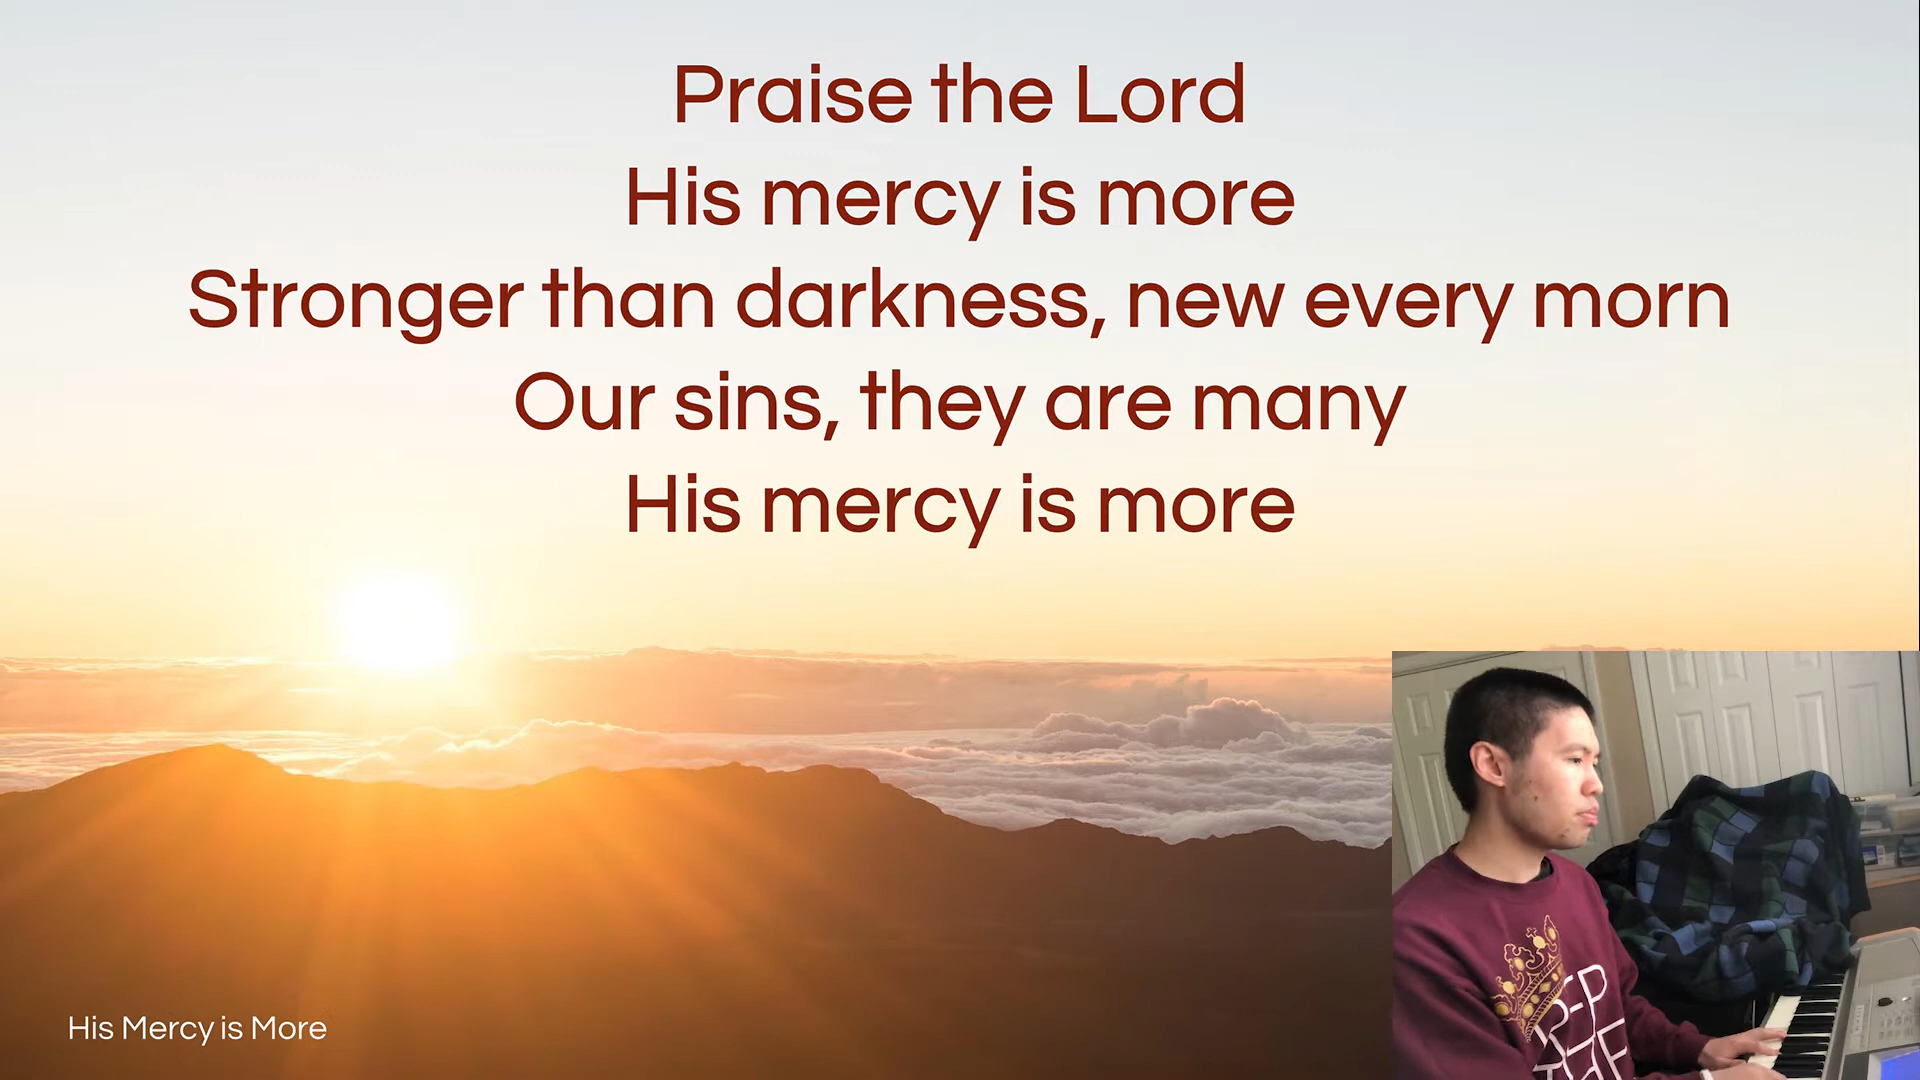 Praise the Lord
His mercy is more
Stronger than darkness, new every morn
Our sins, they are many
His mercy is more
His Mercy is More